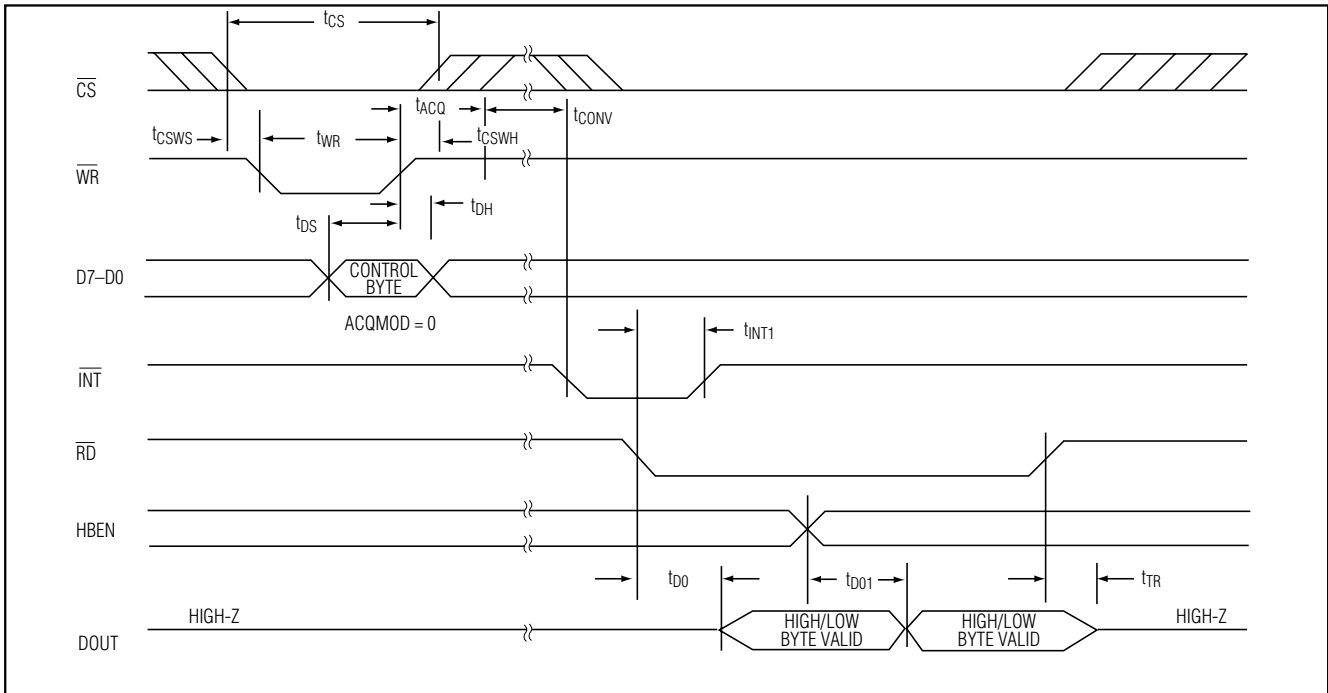 tCS
CS
tACQ
tCONV
tCSWS
tWR
tCSWH
WR
tDS
tDH
D7–D0
CONTROL
BYTE
ACQMOD = 0
tINT1
INT
RD
HBEN
tD0
tD01
tTR
HIGH-Z
HIGH/LOW
BYTE VALID
HIGH/LOW
BYTE VALID
HIGH-Z
DOUT